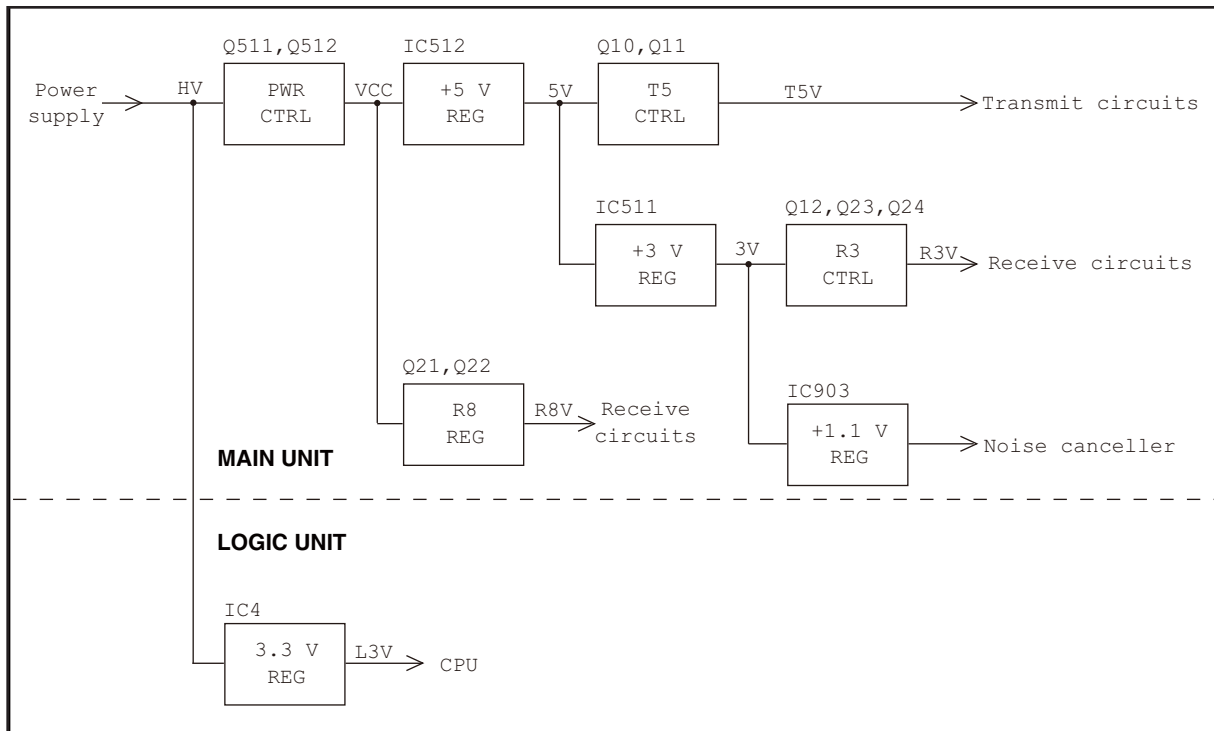 Q511,Q512
IC512
Q10,Q11
Power
supply
HV
PWR
CTRL
VCC
+5 V
REG
5V
T5
CTRL
T5V
Transmit circuits
IC511
Q12,Q23,Q24
+3 V
REG
3V
R3
CTRL
R3V
Receive circuits
Q21,Q22
IC903
R8
REG
R8V
Receive
circuits
+1.1 V
REG
Noise canceller
MAIN UNIT
LOGIC UNIT
IC4
3.3 V
REG
L3V
CPU